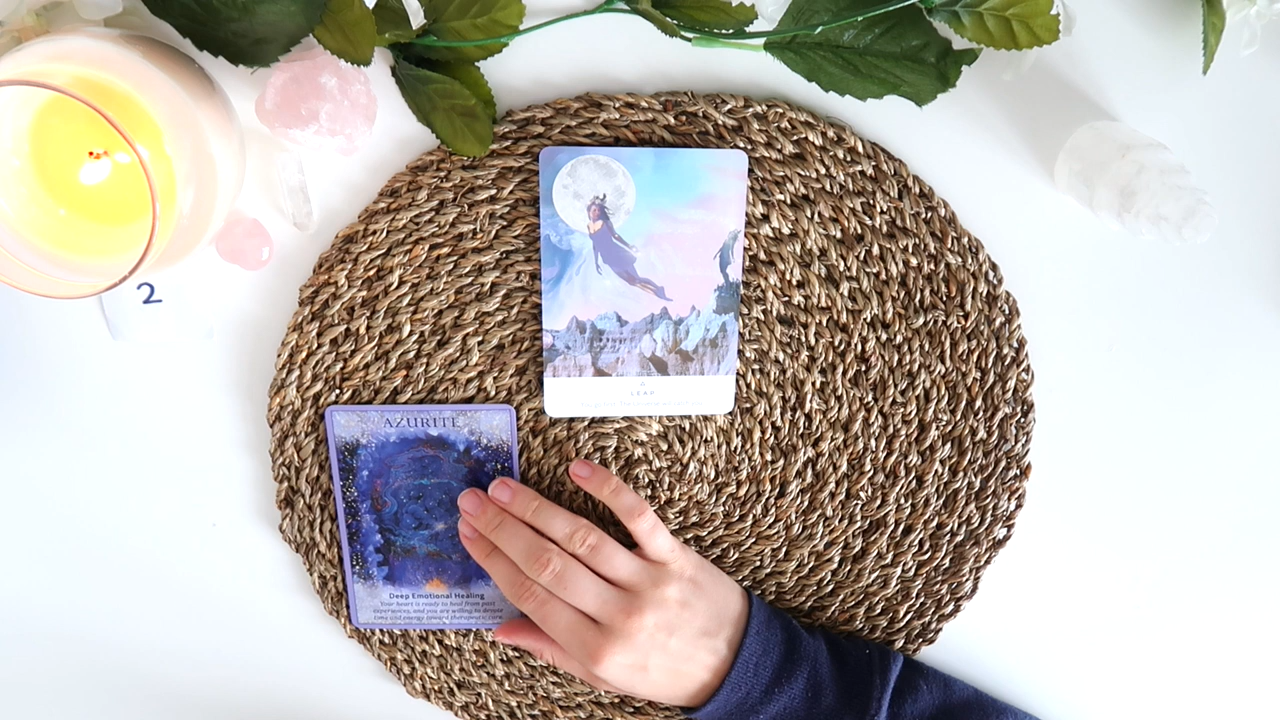 2
A
LEAP
AZURITE
Deep Emotional Healing
Your heart is ready to heal from past
experiences, and you are willing to devote
time and energy toward therapeutic care.